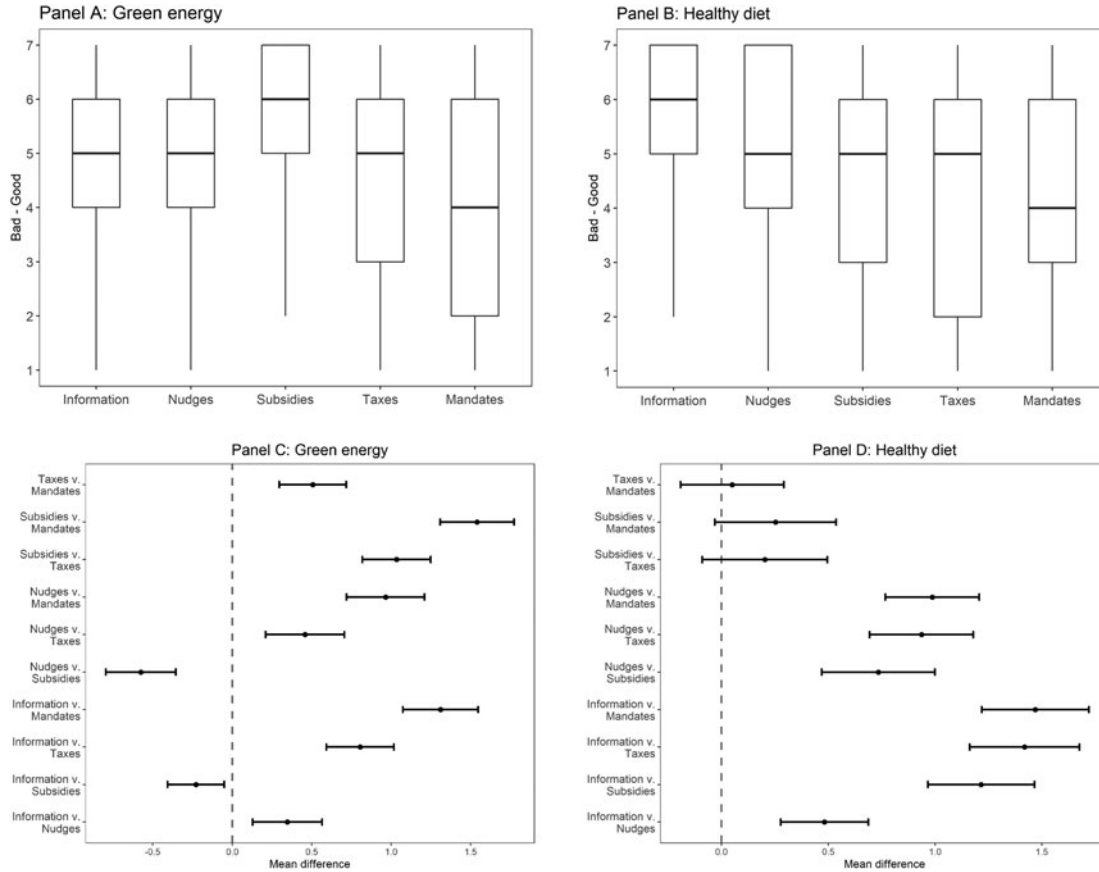 Panel A: Green energy
7
6
5
4
3
2
1
Bad - Good
Information Nudges Subsidies Taxes Mandates
Panel B: Healthy diet
7
6
5
4
3
2
1
Bad - Good
Information Nudges Subsidies Taxes Mandates
Panel C: Green energy
Taxes v.
Mandates
Subsidies v.
Mandates
Subsidies v.
Taxes
Nudges v.
Mandates
Nudges v.
Taxes
Nudges v.
Subsidies
Information v.
Mandates
Information v.
Taxes
Information v.
Subsidies
Information v.
Nudges
-0.5 0.0 0.5 1.0 1.5
Mean difference
Panel D: Healthy diet
Taxes v.
Mandates
Subsidies v.
Mandates
Subsidies v.
Taxes
Nudges v.
Mandates
Nudges v.
Taxes
Nudges v.
Subsidies
Information v.
Mandates
Information v.
Taxes
Information v.
Subsidies
Information v.
Nudges
0.0 0.5 1.0 1.5
Mean difference